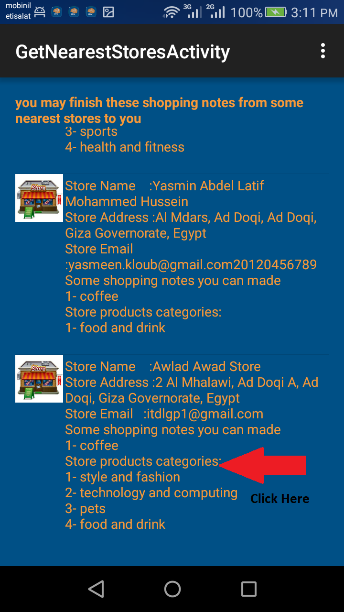 mobinil
etisalat
3G
2G
100%
3:11 PM
GetNearestStoresActivity
you may finish these shopping notes from some
nearest stores to you
3- sports
4- health and fitness
Store Name :Yasmin Abdel Latif
Mohammed Hussein
Store Address :Al Mdars, Ad Doqi, Ad Doqi,
Giza Governorate, Egypt
Store Email
:yasmeen.kloub@gmail.com20120456789
Some shopping notes you can made
1- coffee
Store products categories:
1- food and drink
Store Name :Awlad Awad Store
Store Address :2 Al Mhalawi, Ad Doqi A, Ad
Doqi, Giza Governorate, Egypt
Store Email :itdlgp1@gmail.com
Some shopping notes you can made
1- coffee
Store products categories:
1- style and fashion
2- technology and computing
Click Here
3- pets
4- food and drink